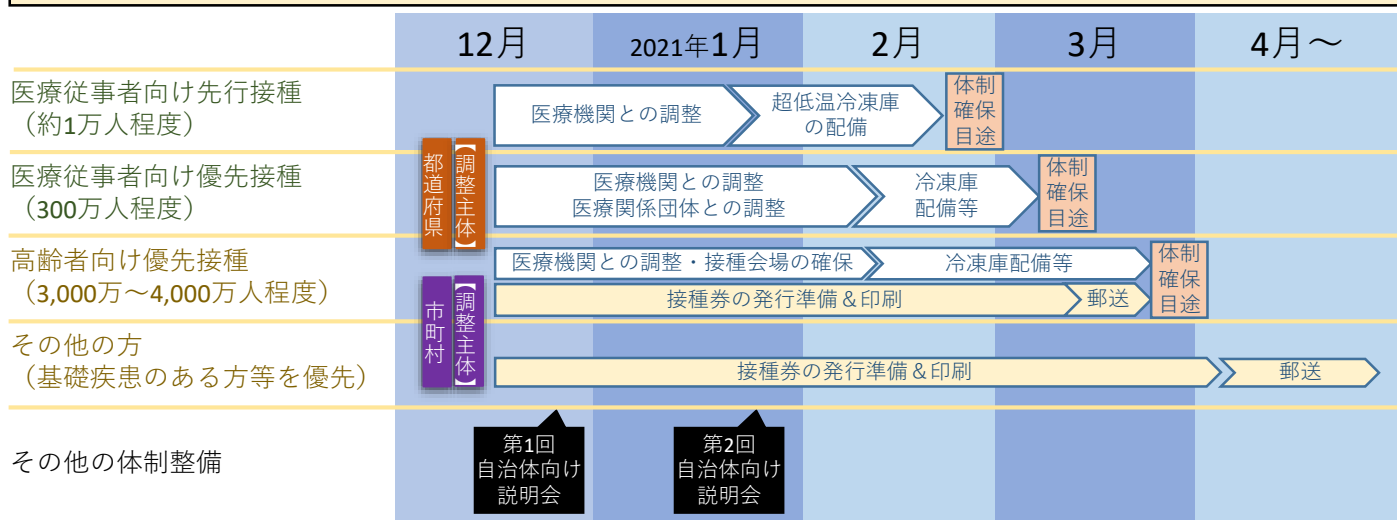 12月
2021年1月
2月
3月
4月～
医療従事者向け先行接種
（約1万人程度）
医療機関との調整
超低温冷凍庫
の配備
体制
確保
目途
都道府県
【調整主体】
医療従事者向け優先接種
（300万人程度）
医療機関との調整
医療関係団体との調整
冷凍庫
配備等
体制
確保
目途
高齢者向け優先接種
（3,000万～4,000万人程度）
医療機関との調整・接種会場の確保
冷凍庫配備等
接種券の発行準備＆印刷
郵送
体制
確保
目途
市町村
【調整主体】
その他の方
（基礎疾患のある方等を優先）
接種券の発行準備＆印刷
郵送
その他の体制整備
第1回
自治体向け
説明会
第2回
自治体向け
説明会